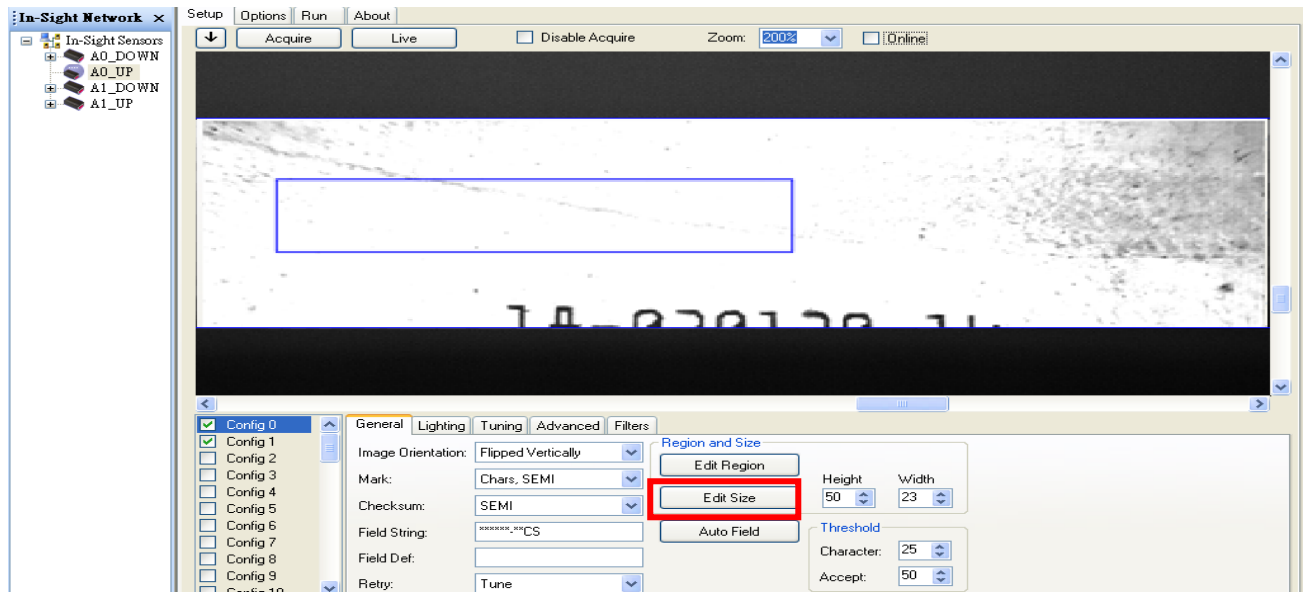 In-Sight Network ×
In-Sight Sensors
A0_DOWN
A0_UP
A1_DOWN
A1_UP
Setup Options Run About
Acquire Live Disable Acquire Zoom: 200% Online
Config 0
Config 1
Config 2
Config 3
Config 4
Config 5
Config 6
Config 7
Config 8
Config 9
General Lighting Tuning Advanced Filters
Image Orientation: Flipped Vertically
Mark: Chars, SEMI
Checksum: SEMI
Field String: ******-**CS
Field Def:
Retry: Tune
Region and Size
Edit Region
Edit Size
Auto Field
Height Width
50 23
Threshold
Character: 25
Accept: 50